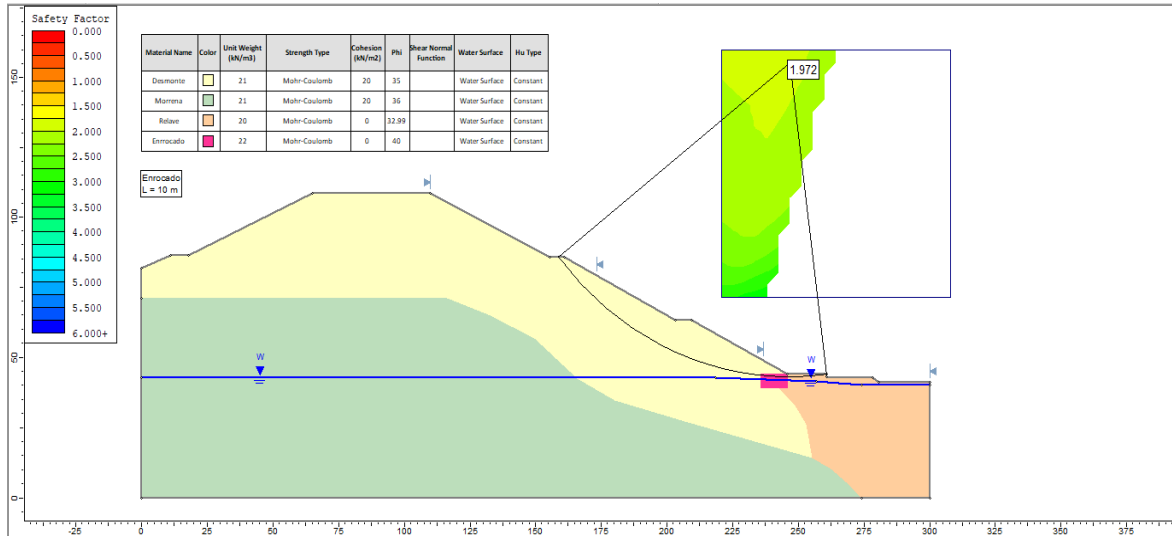 Safety Factor
0.000
0.500
1.000
1.500
2.000
2.500
3.000
3.500
4.000
4.500
5.000
5.500
6.000+
Material Name Color Unit Weight (kN/m3) Strength Type Cohesion (kN/m2) Phi Shear Normal Function Water Surface Hu Type
Desmonte 21 Mohr-Coulomb 20 35 Water Surface Constant
Morrena 21 Mohr-Coulomb 20 36 Water Surface Constant
Relave 20 Mohr-Coulomb 0 32.99 Water Surface Constant
Enrrocado 22 Mohr-Coulomb 0 40 Water Surface Constant
1.972
Enrocado
L = 10 m
W
W
150
100
50
0
-25 0 25 50 75 100 125 150 175 200 225 250 275 300 325 350 375